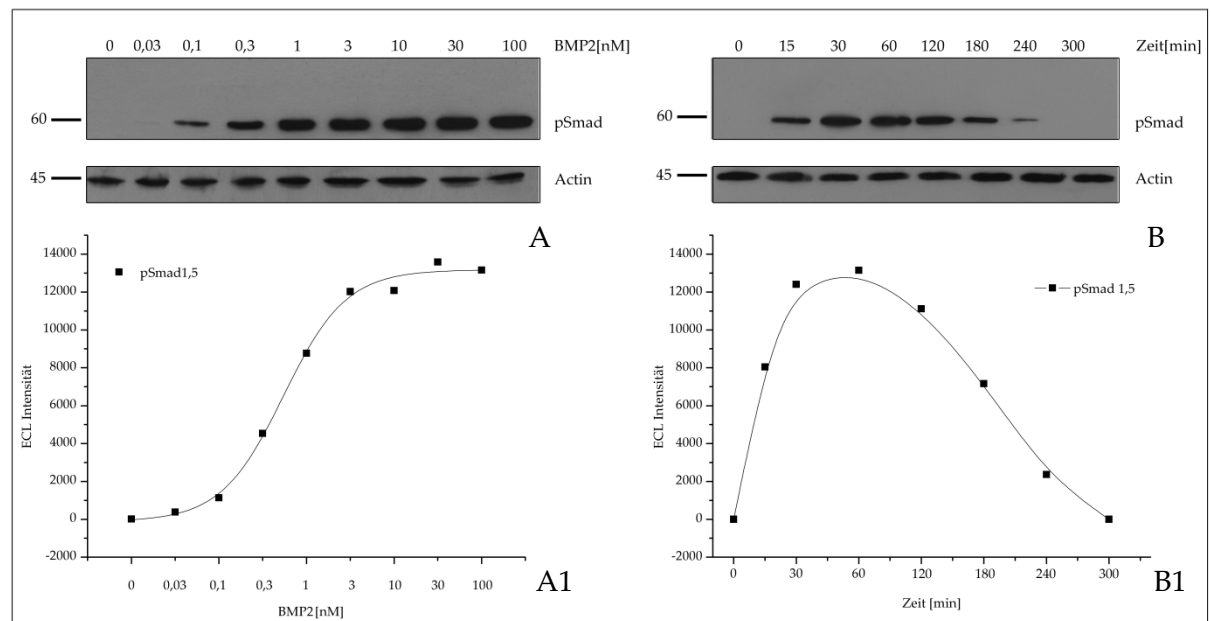 0 0,03 0,1 0,3 1 3 10 30 100 BMP2[nM]
60 pSmad
45 Actin
A
14000
12000
10000
8000
6000
4000
2000
0
-2000
ECL Intensität
pSmad1,5
0 0,03 0,1 0,3 1 3 10 30 100
BMP2[nM]
A1
0 15 30 60 120 180 240 300 Zeit[min]
60 pSmad
45 Actin
B
14000
12000
10000
8000
6000
4000
2000
0
-2000
ECL Intensität
pSmad 1,5
0 30 60 120 180 240 300
Zeit [min]
B1